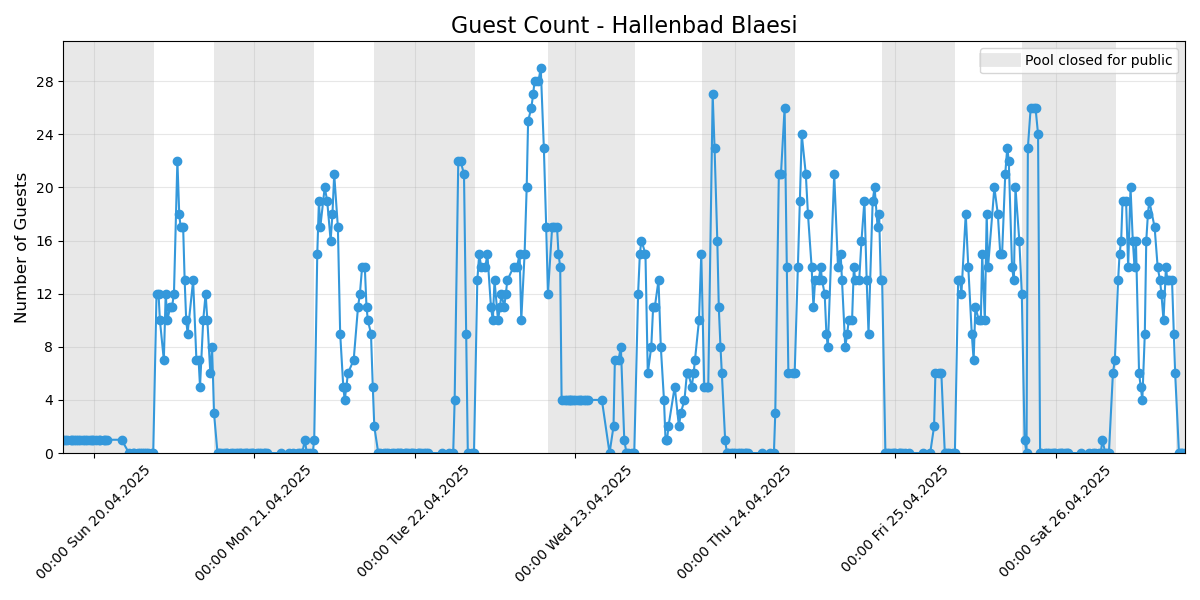 Guest Count - Hallenbad Blaesi
Pool closed for public
Number of Guests
28
24
20
16
12
8
4
0
00:00 Sun 20.04.2025
00:00 Mon 21.04.2025
00:00 Tue 22.04.2025
00:00 Wed 23.04.2025
00:00 Thu 24.04.2025
00:00 Fri 25.04.2025
00:00 Sat 26.04.2025